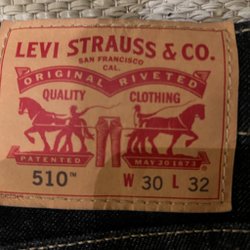 LEVI STRAUSS & CO.
SAN FRANCISCO
CAL.
ORIGINAL RIVETED
QUALITY CLOTHING
PATENTED MAY 20 1873
510™ W 30 L 32